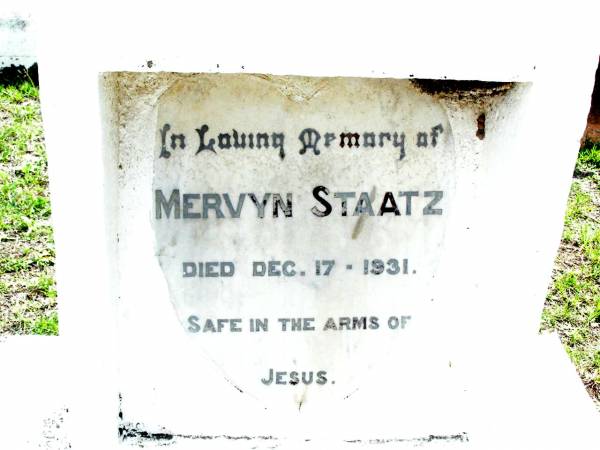 In Loving Memory of
MERVYN STAATZ
DIED DEC. 17 - 1931.
SAFE IN THE ARMS OF
JESUS.